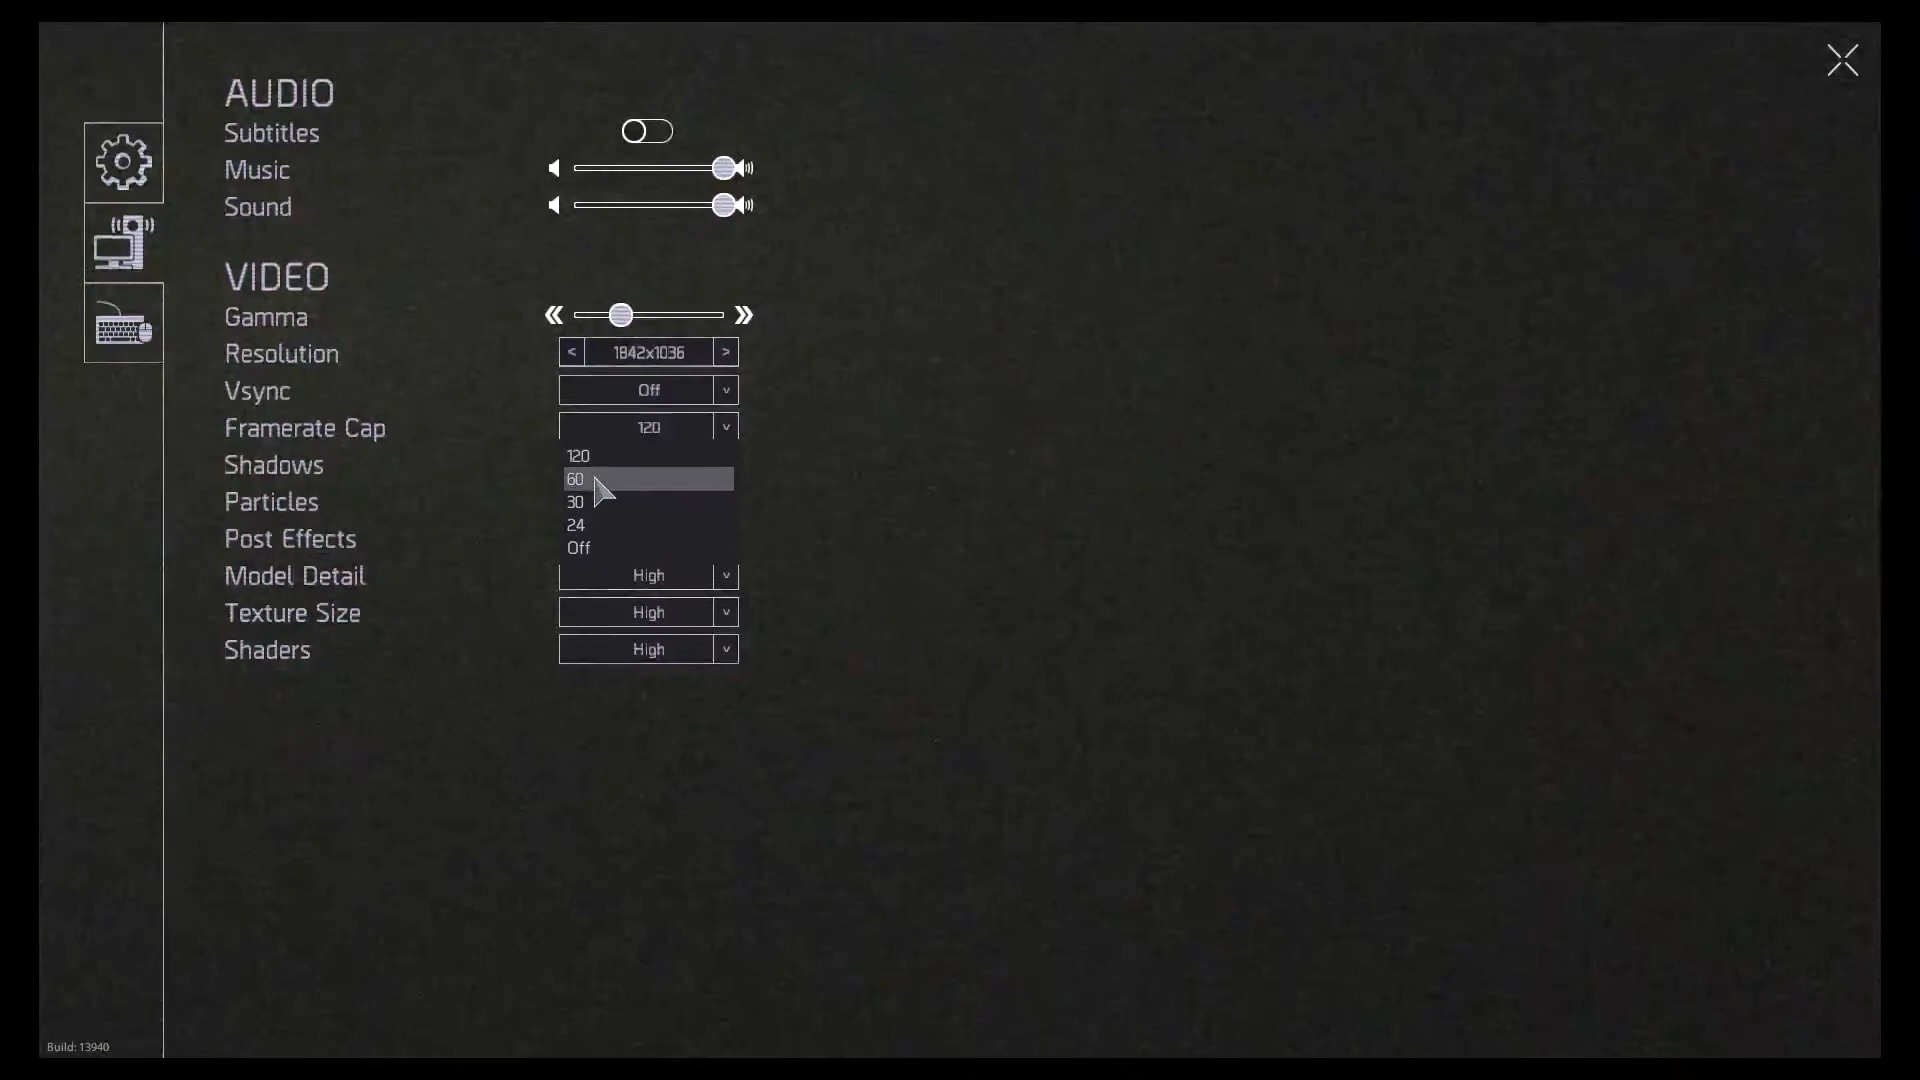 AUDIO
Subtitles
Music
Sound
VIDEO
Gamma
Resolution < 1842x1036 >
Vsync Off v
Framerate Cap 120 v
120
Shadows
60
Particles 30
24
Post Effects
Off
Model Detail High v
Texture Size High v
Shaders High v
Build: 13940